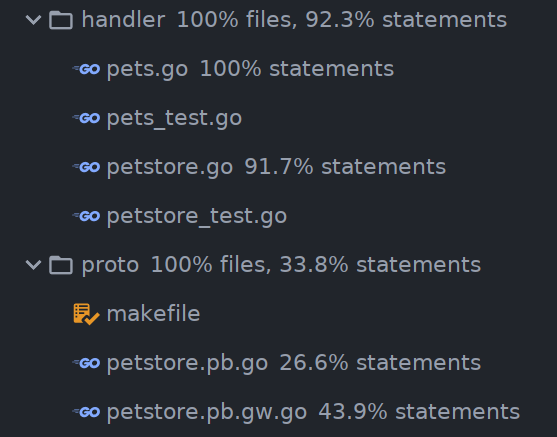 handler 100% files, 92.3% statements
GO pets.go 100% statements
GO pets_test.go
GO petstore.go 91.7% statements
GO petstore_test.go
proto 100% files, 33.8% statements
makefile
GO petstore.pb.go 26.6% statements
GO petstore.pb.gw.go 43.9% statements